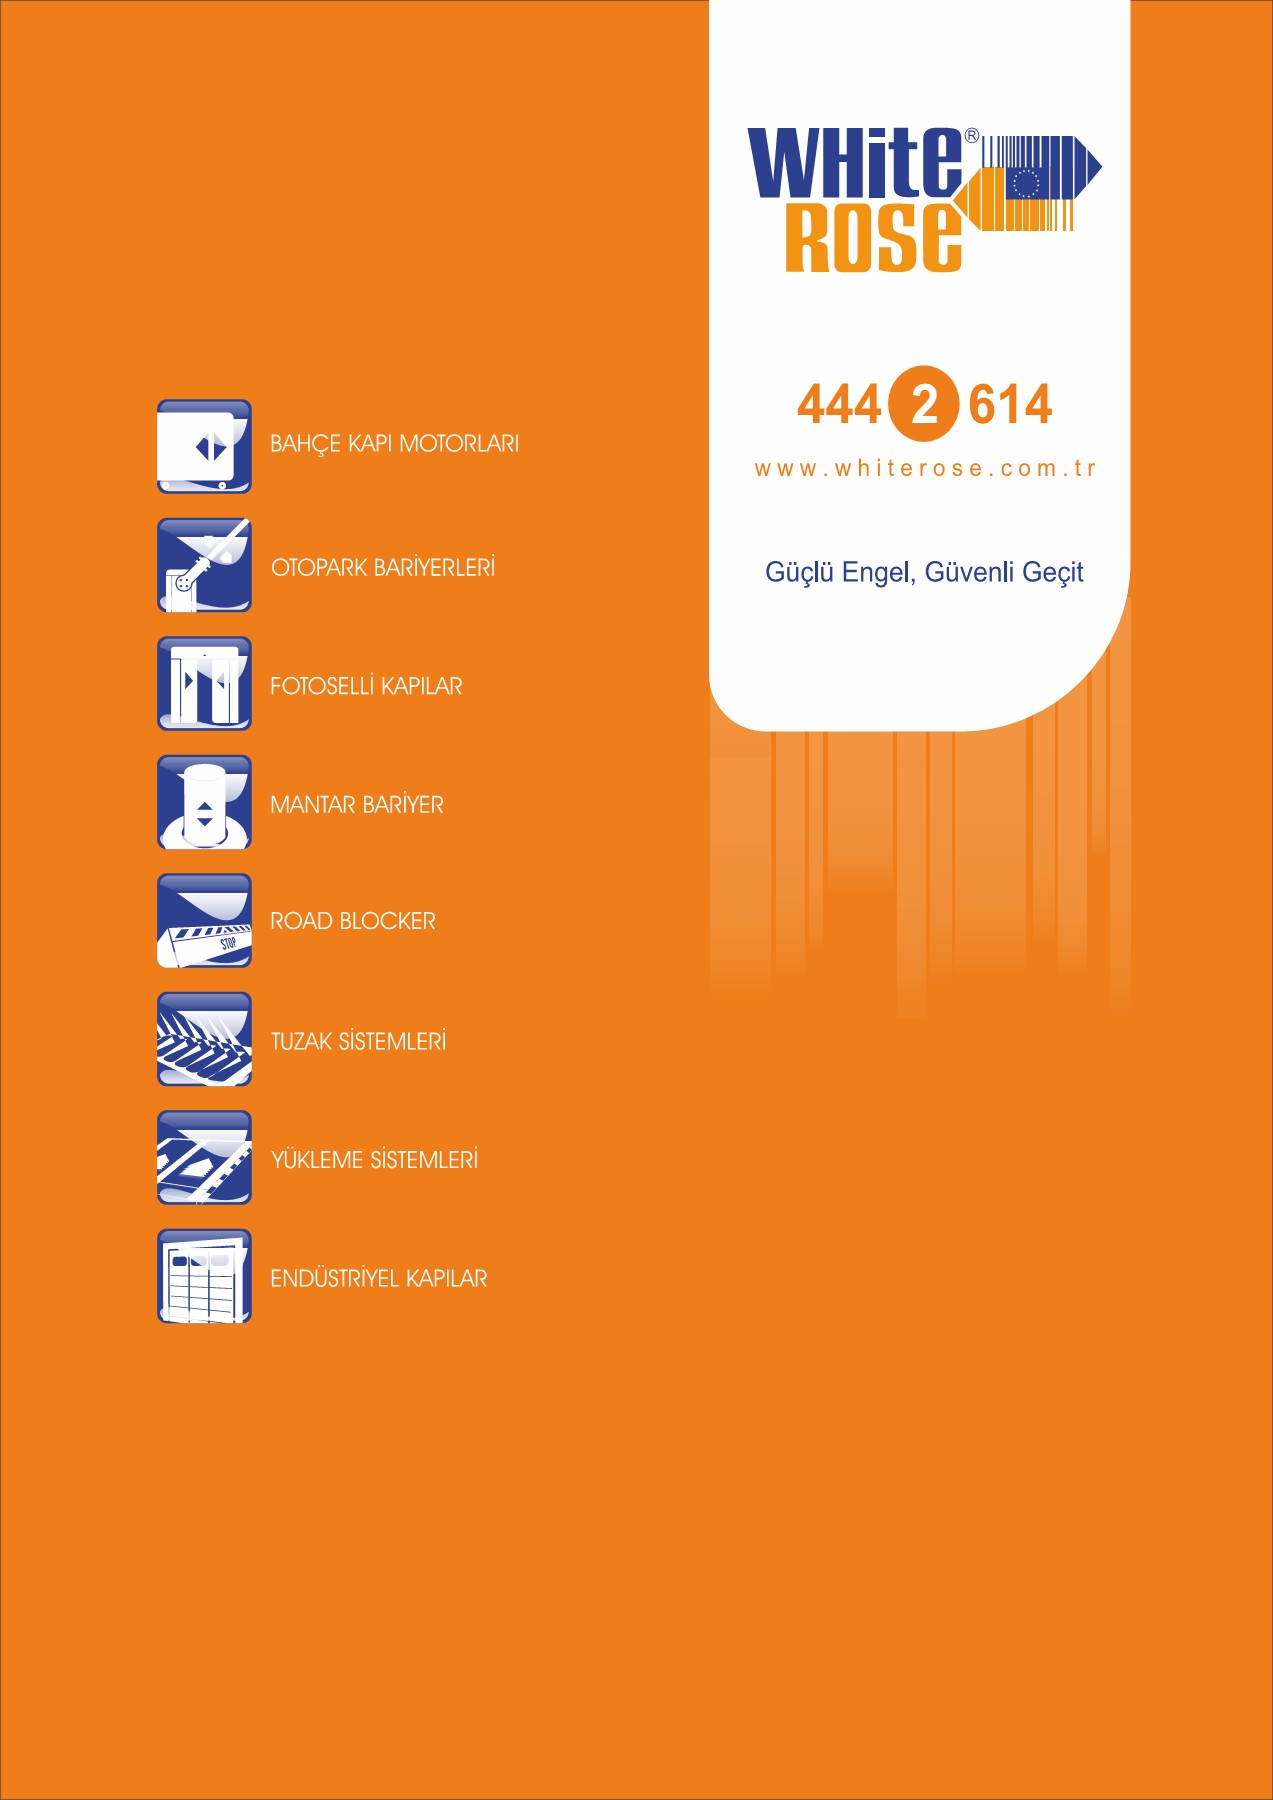 WHite®
ROSe
444 2 614
www.whiterose.com.tr
Güçlü Engel, Güvenli Geçit
BAHÇE KAPI MOTORLARI
OTOPARK BARİYERLERİ
FOTOSELLİ KAPILAR
MANTAR BARİYER
STOP
ROAD BLOCKER
TUZAK SİSTEMLERİ
YÜKLEME SİSTEMLERİ
ENDÜSTRİYEL KAPILAR